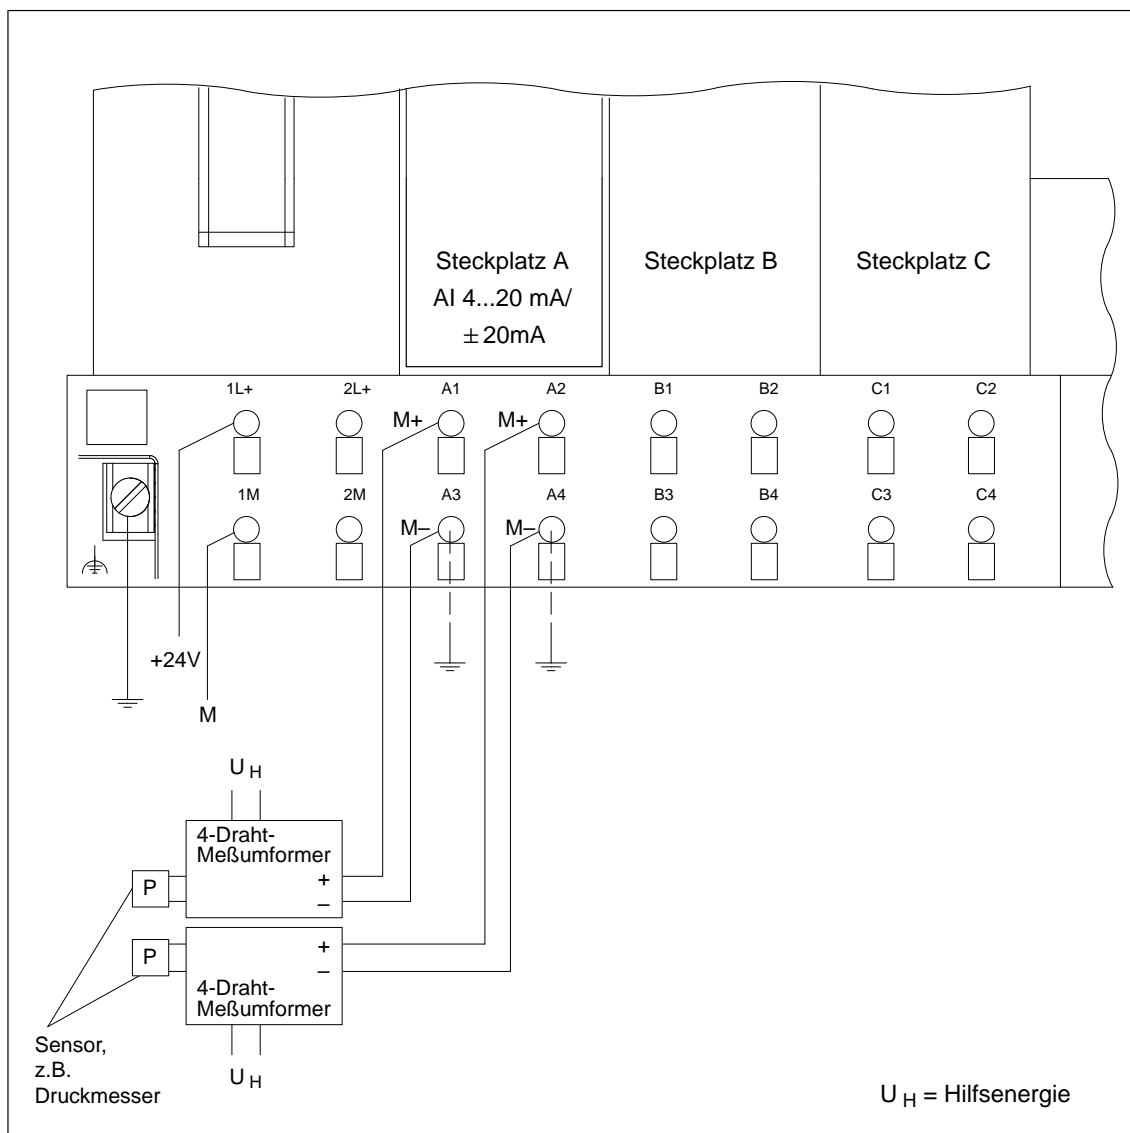 Steckplatz A
AI 4...20 mA/
± 20mA
Steckplatz B
Steckplatz C
1L+
2L+
A1
A2
B1
B2
C1
C2
M+
M+
1M
2M
A3
A4
B3
B4
C3
C4
M–
M–
+24V
M
U H
4-Draht-
Meßumformer
+
–
P
P
+
–
4-Draht-
Meßumformer
U H
Sensor,
z.B.
Druckmesser
U H = Hilfsenergie